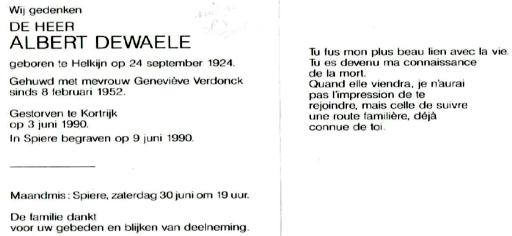 Wij gedenken
DE HEER
ALBERT DEWAELE
geboren te Helkijn op 24 september 1924.
Gehuwd met mevrouw Geneviève Verdonck
sinds 8 februari 1952.
Gestorven te Kortrijk
op 3 juni 1990.
In Spiere begraven op 9 juni 1990.
Maandmis : Spiere, zaterdag 30 juni om 19 uur.
De familie dankt
voor uw gebeden en blijken van deelneming.
Tu fus mon plus beau lien avec la vie.
Tu es devenu ma connaissance
de la mort.
Quand elle viendra, je n'aurai
pas l'impression de te
rejoindre, mais celle de suivre
une route familière, déjà
connue de toi.